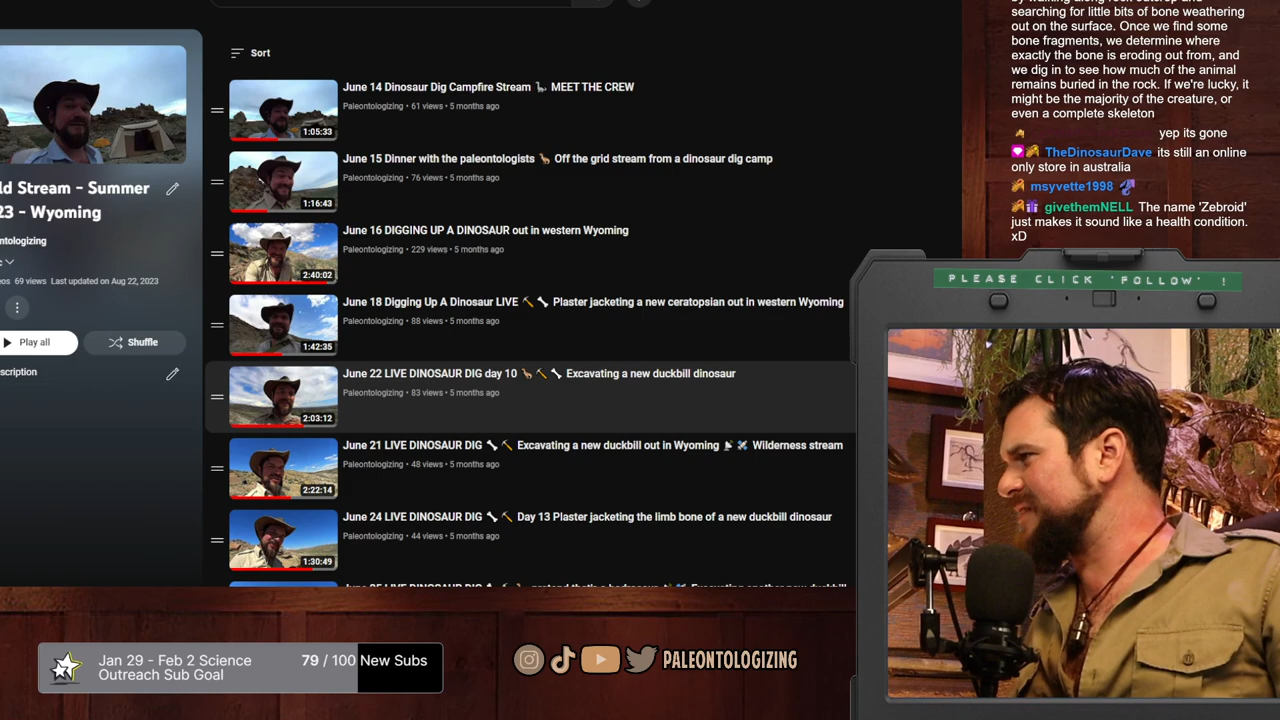 Sort
June 14 Dinosaur Dig Campfire Stream 🦕 MEET THE CREW
Paleontologizing • 61 views • 5 months ago
1:05:33
June 15 Dinner with the paleontologists 🦕 Off the grid stream from a dinosaur dig camp
Paleontologizing • 76 views • 5 months ago
1:16:43
June 16 DIGGING UP A DINOSAUR out in western Wyoming
Paleontologizing • 229 views • 5 months ago
2:40:02
June 18 Digging Up A Dinosaur LIVE ⛏️ 🦴 Plaster jacketing a new ceratopsian out in western Wyoming
Paleontologizing • 88 views • 5 months ago
1:42:35
June 22 LIVE DINOSAUR DIG day 10 🦕 ⛏️ 🦴 Excavating a new duckbill dinosaur
Paleontologizing • 83 views • 5 months ago
2:03:12
June 21 LIVE DINOSAUR DIG 🦴 ⛏️ Excavating a new duckbill out in Wyoming 📡 🛰️ Wilderness stream
Paleontologizing • 48 views • 5 months ago
2:22:14
June 24 LIVE DINOSAUR DIG 🦴 ⛏️ Day 13 Plaster jacketing the limb bone of a new duckbill dinosaur
Paleontologizing • 44 views • 5 months ago
1:30:49
ld Stream - Summer
23 - Wyoming
ntologizing
69 views Last updated on Aug 22, 2023
Play all
Shuffle
scription
searching for little bits of bone weathering
out on the surface. Once we find some
bone fragments, we determine where
exactly the bone is eroding out from, and
we dig in to see how much of the animal
remains buried in the rock. If we're lucky, it
might be the majority of the creature, or
even a complete skeleton
yep its gone
TheDinosaurDave its still an online
only store in australia
msyvette1998
givethemNELL The name 'Zebroid'
just makes it sound like a health condition.
xD
PLEASE CLICK 'FOLLOW' !
Jan 29 - Feb 2 Science
Outreach Sub Goal
79 / 100 New Subs
PALEONTOLOGIZING